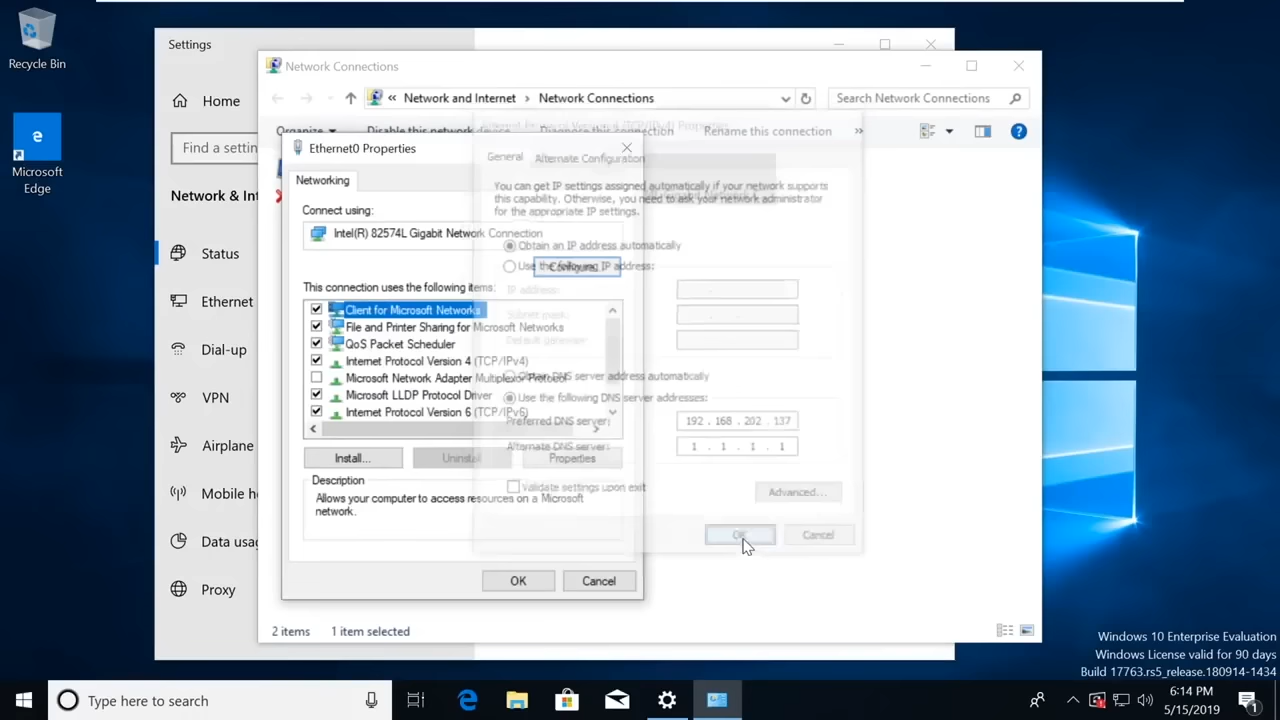 Recycle Bin
Microsoft
Edge
Settings
Home
Find a settin
Network & Int
Status
Ethernet
Dial-up
VPN
Airplane
Mobile h
Data usag
Proxy
Network Connections
« Network and Internet › Network Connections
Search Network Connections
Organize
Disable this network device
Diagnose this connection
Rename this connection
»
Ethernet0 Properties
Networking
Connect using:
Intel(R) 82574L Gigabit Network Connection
Configure...
This connection uses the following items:
Client for Microsoft Networks
File and Printer Sharing for Microsoft Networks
QoS Packet Scheduler
Internet Protocol Version 4 (TCP/IPv4)
Microsoft Network Adapter Multiplexor Protocol
Microsoft LLDP Protocol Driver
Internet Protocol Version 6 (TCP/IPv6)
Install...
Uninstall
Properties
Description
Allows your computer to access resources on a Microsoft
network.
OK
Cancel
Internet Protocol Version 4 (TCP/IPv4) Properties
General
Alternate Configuration
You can get IP settings assigned automatically if your network supports
this capability. Otherwise, you need to ask your network administrator
for the appropriate IP settings.
Obtain an IP address automatically
Use the following IP address:
IP address:
Subnet mask:
Default gateway:
Obtain DNS server address automatically
Use the following DNS server addresses:
Preferred DNS server:
192 . 168 . 202 . 137
Alternate DNS server:
1 . 1 . 1 . 1
Validate settings upon exit
Advanced...
OK
Cancel
2 items
1 item selected
Windows 10 Enterprise Evaluation
Windows License valid for 90 days
Build 17763.rs5_release.180914-1434
Type here to search
6:14 PM
5/15/2019
1